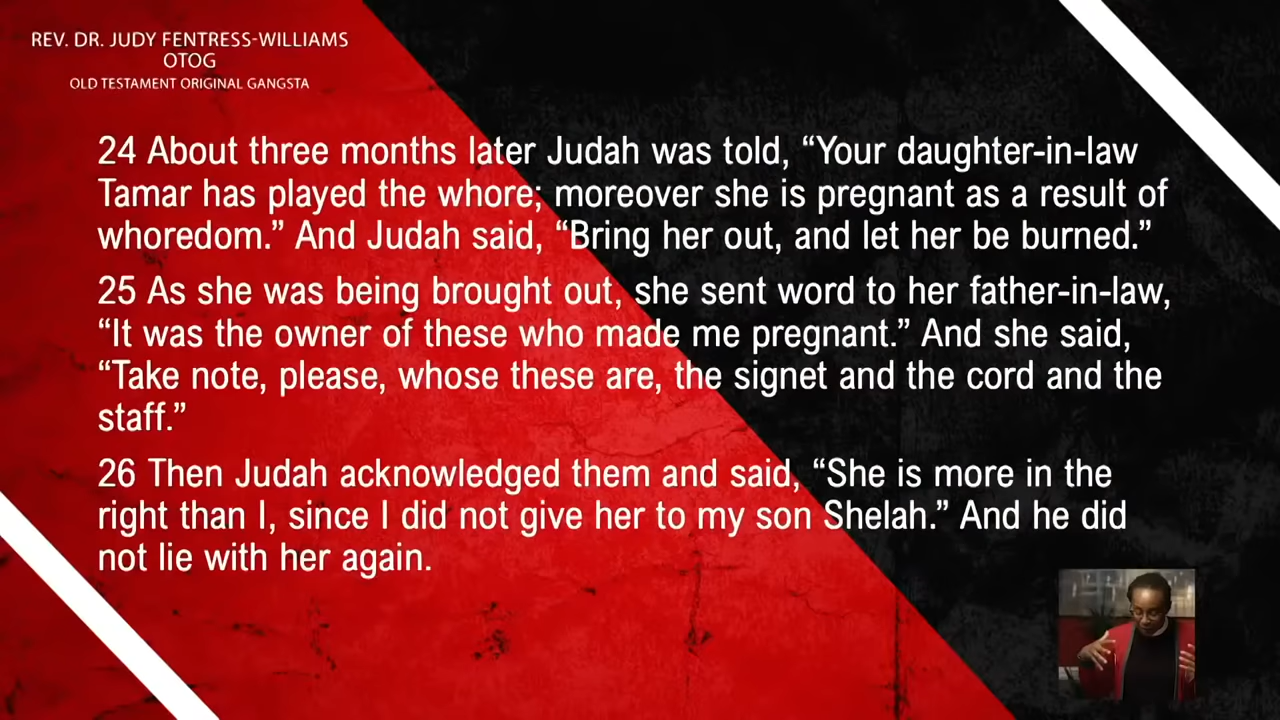 REV. DR. JUDY FENTRESS-WILLIAMS
OTOG
OLD TESTAMENT ORIGINAL GANGSTA
24 About three months later Judah was told, “Your daughter-in-law
Tamar has played the whore; moreover she is pregnant as a result of
whoredom.” And Judah said, “Bring her out, and let her be burned.”
25 As she was being brought out, she sent word to her father-in-law,
“It was the owner of these who made me pregnant.” And she said,
“Take note, please, whose these are, the signet and the cord and the
staff.”
26 Then Judah acknowledged them and said, “She is more in the
right than I, since I did not give her to my son Shelah.” And he did
not lie with her again.